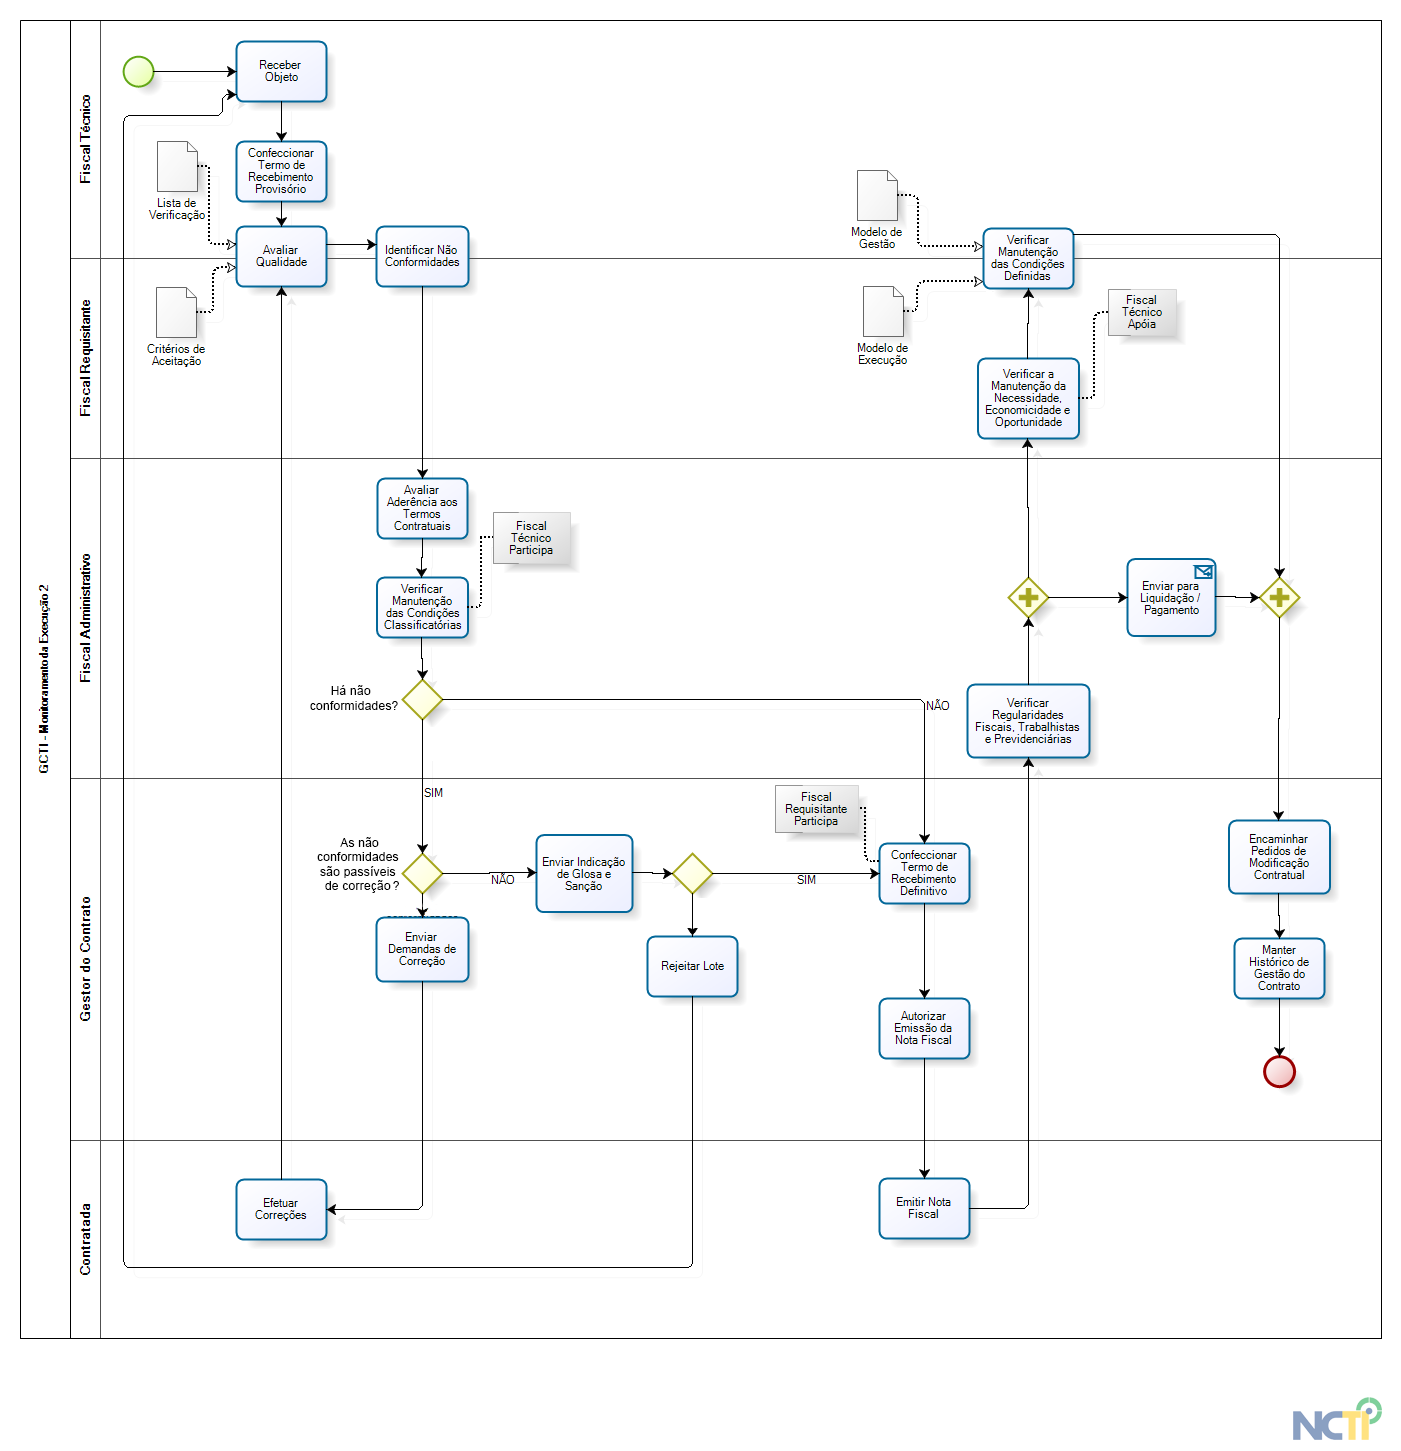 GCTI - Monitoramento da Execução 2
Fiscal Técnico
Receber
Objeto
Confeccionar
Termo de
Recebimento
Provisório
Lista de
Verificação
Avaliar
Qualidade
Identificar Não
Conformidades
Modelo de
Gestão
Verificar
Manutenção
das Condições
Definidas
Fiscal Requisitante
Critérios de
Aceitação
Modelo de
Execução
Fiscal
Técnico
Apóia
Verificar a
Manutenção da
Necessidade,
Economicidade e
Oportunidade
Fiscal Administrativo
Avaliar
Aderência aos
Termos
Contratuais
Fiscal
Técnico
Participa
Verificar
Manutenção
das Condições
Classificatórias
Enviar para
Liquidação /
Pagamento
Há não
conformidades?
NÃO
Verificar
Regularidades
Fiscais, Trabalhistas
e Previdenciárias
Gestor do Contrato
SIM
Fiscal
Requisitante
Participa
As não
conformidades
são passíveis
de correção ?
NÃO
Enviar Indicação
de Glosa e
Sanção
SIM
Confeccionar
Termo de
Recebimento
Definitivo
Encaminhar
Pedidos de
Modificação
Contratual
Enviar
Demandas de
Correção
Rejeitar Lote
Manter
Histórico de
Gestão do
Contrato
Autorizar
Emissão da
Nota Fiscal
Contratada
Efetuar
Correções
Emitir Nota
Fiscal
NCTI